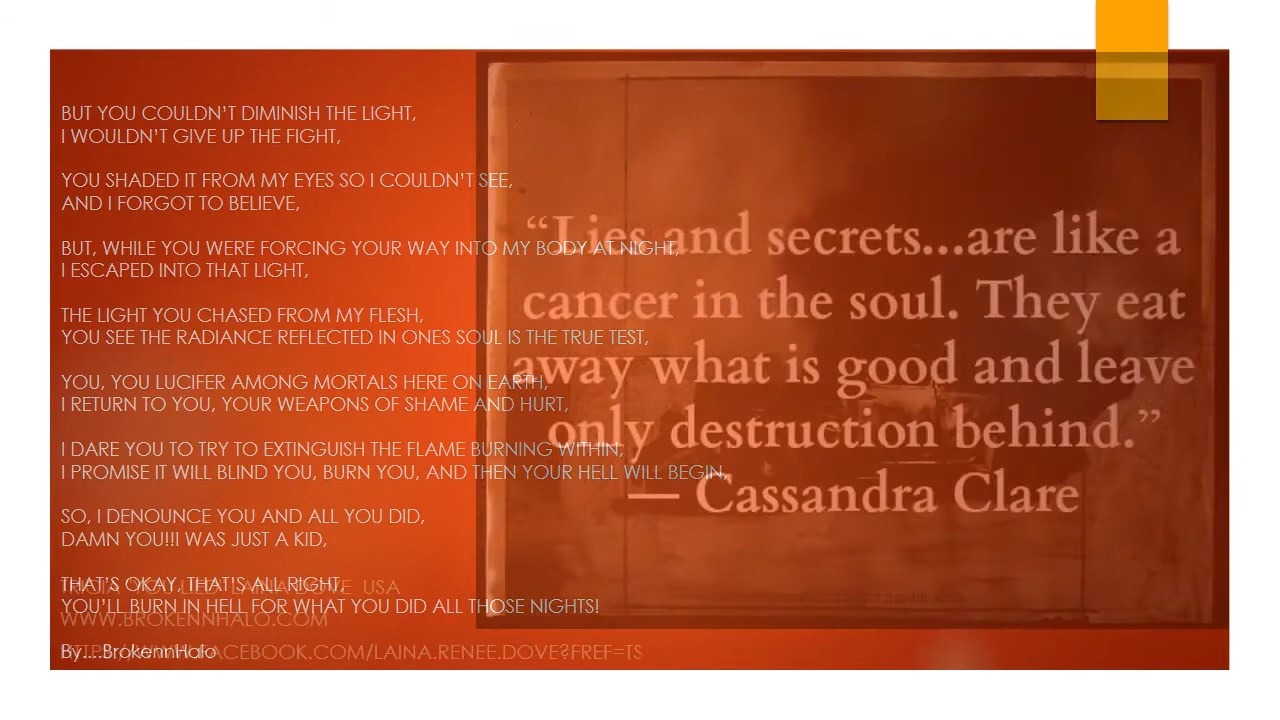 BUT YOU COULDN'T DIMINISH THE LIGHT,
I WOULDN'T GIVE UP THE FIGHT,
YOU SHADED IT FROM MY EYES SO I COULDN'T SEE,
AND I FORGOT TO BELIEVE,
BUT, WHILE YOU WERE FORCING YOUR WAY INTO MY BODY AT NIGHT,
I ESCAPED INTO THAT LIGHT,
THE LIGHT YOU CHASED FROM MY FLESH,
YOU SEE THE RADIANCE REFLECTED IN ONES SOUL IS THE TRUE TEST,
YOU, YOU LUCIFER AMONG MORTALS HERE ON EARTH,
I RETURN TO YOU, YOUR WEAPONS OF SHAME AND HURT,
I DARE YOU TO TRY TO EXTINGUISH THE FLAME BURNING WITHIN,
I PROMISE IT WILL BLIND YOU, BURN YOU, AND THEN YOUR HELL WILL BEGIN,
SO, I DENOUNCE YOU AND ALL YOU DID,
DAMN YOU!!I WAS JUST A KID,
THAT'S OKAY, THAT'S ALL RIGHT,
YOU'LL BURN IN HELL FOR WHAT YOU DID ALL THOSE NIGHTS!
By....BrokennHalo
DOVE USA
WWW.BROKENNHALO.COM
FACEBOOK.COM/LAINA.RENEE.DOVE?FREF=TS
“Lies and secrets...are like a
cancer in the soul. They eat
away what is good and leave
only destruction behind.”
— Cassandra Clare